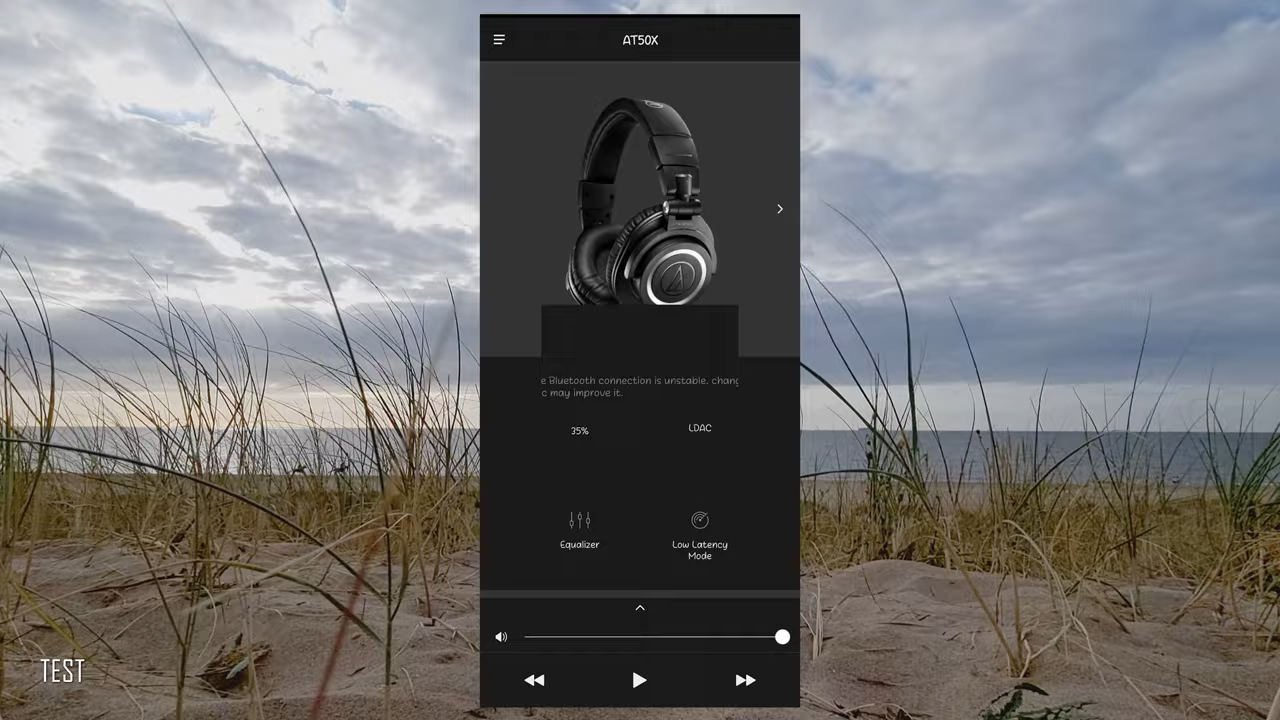 AT50X
e Bluetooth connection is unstable. chang
c may improve it.
35%
LDAC
Equalizer
Low Latency
Mode
TEST